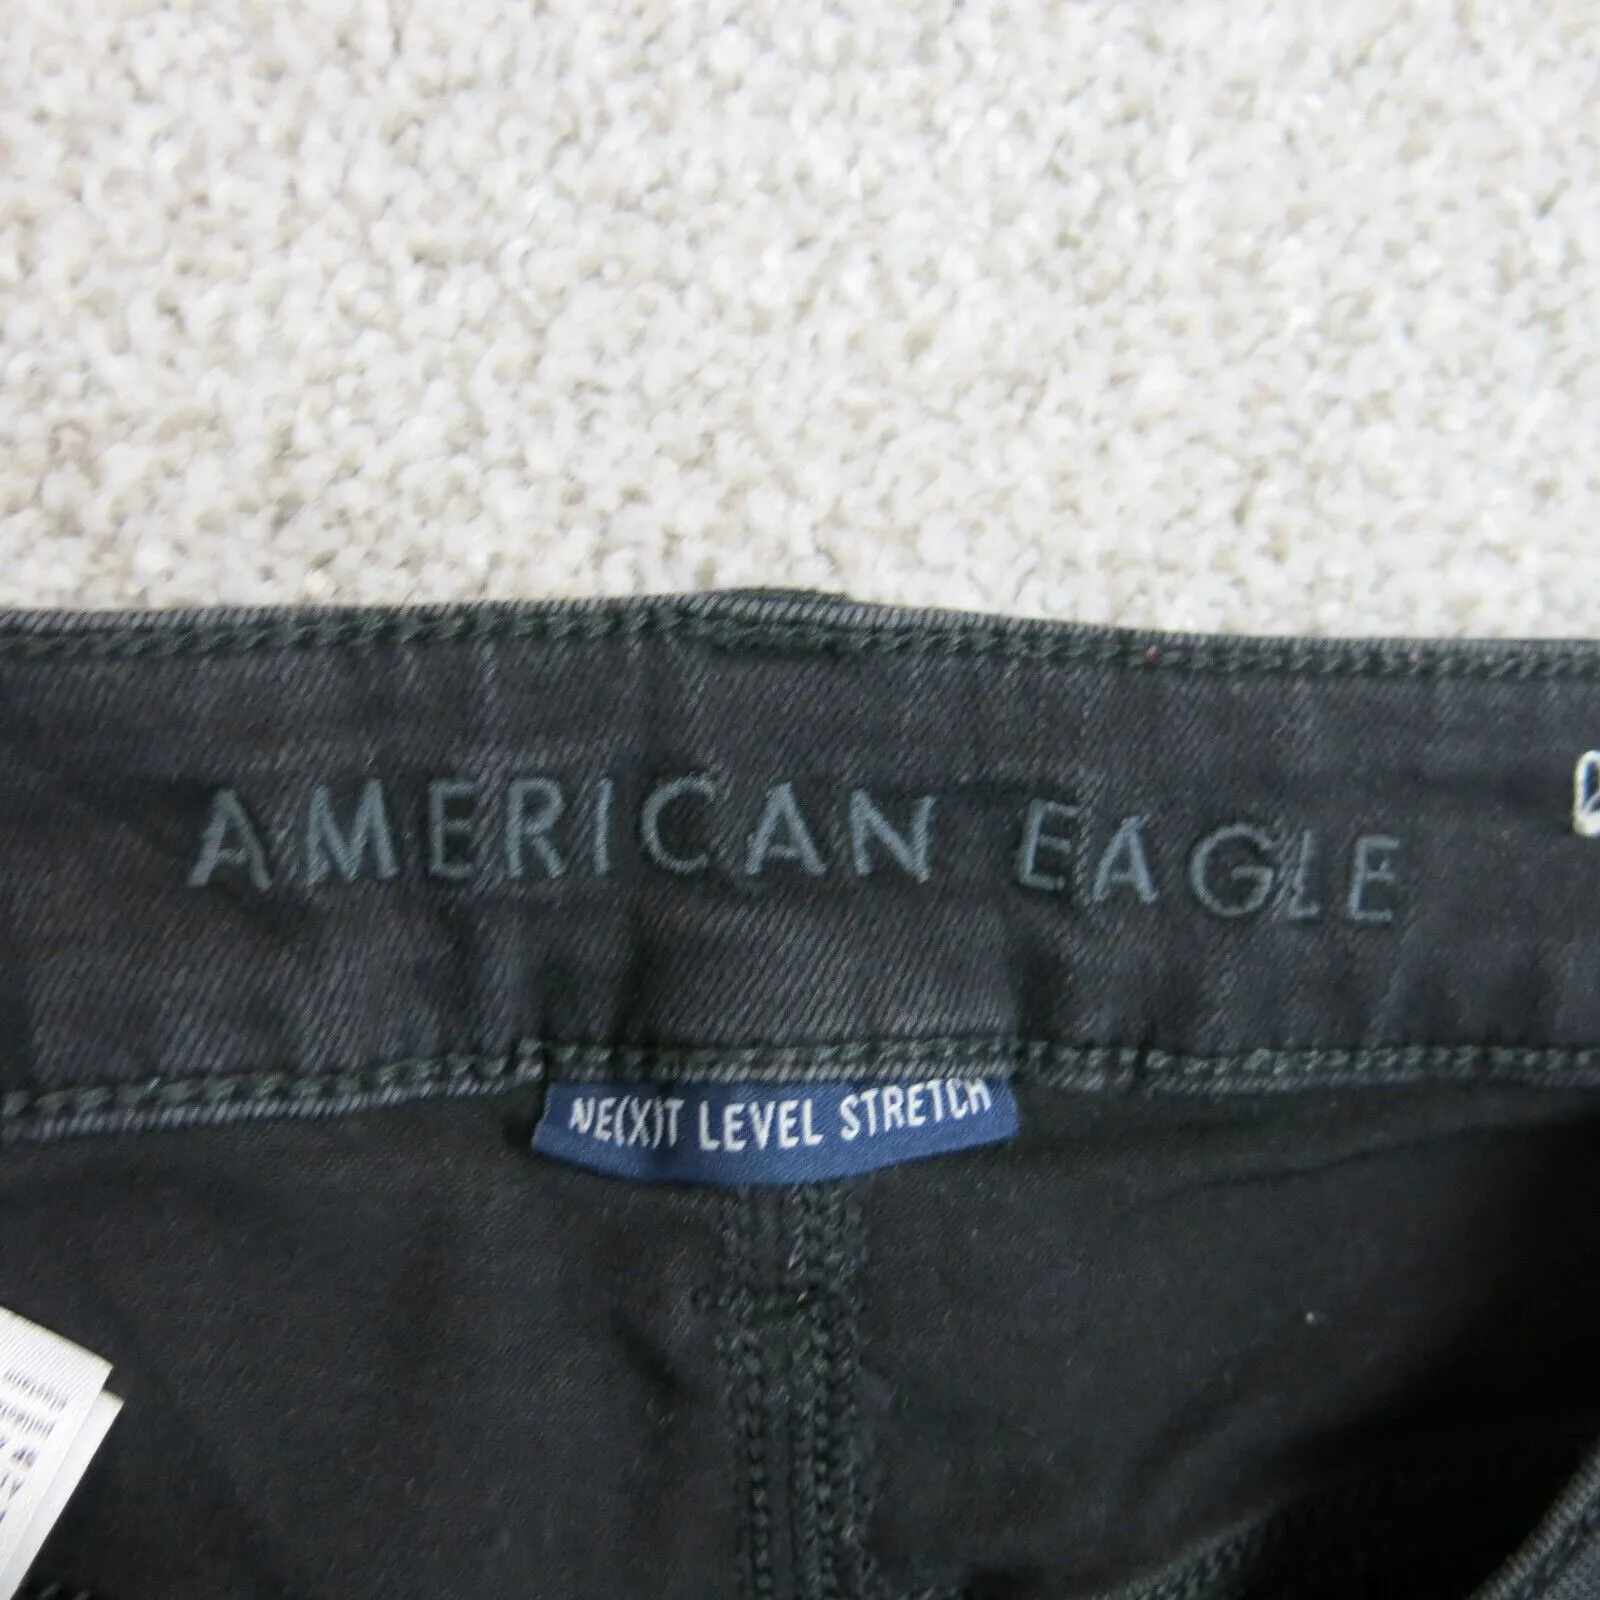 AMERICAN EAGLE
NE(X)T LEVEL STRETCH